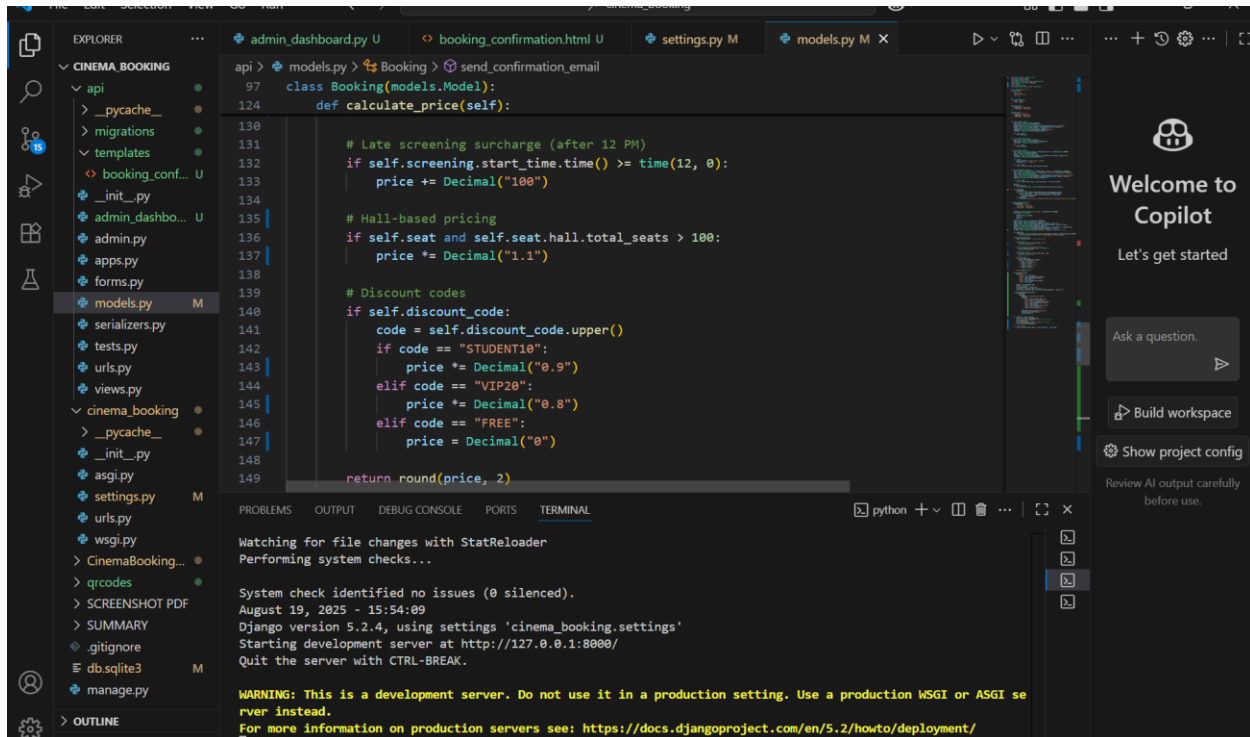 File Edit Selection View Go Run
cinema_booking
EXPLORER
CINEMA_BOOKING
api
__pycache__
migrations
templates
booking_conf... U
__init__.py
admin_dashbo... U
admin.py
apps.py
forms.py
models.py M
serializers.py
tests.py
urls.py
views.py
cinema_booking
__pycache__
__init__.py
asgi.py
settings.py M
urls.py
wsgi.py
CinemaBooking...
qrcodes
SCREENSHOT PDF
SUMMARY
.gitignore
db.sqlite3 M
manage.py
OUTLINE
15
admin_dashboard.py U booking_confirmation.html U settings.py M models.py M
api > models.py > Booking > send_confirmation_email
97 class Booking(models.Model):
124 def calculate_price(self):
130
131 # Late screening surcharge (after 12 PM)
132 if self.screening.start_time.time() >= time(12, 0):
133 price += Decimal("100")
134
135 # Hall-based pricing
136 if self.seat and self.seat.hall.total_seats > 100:
137 price *= Decimal("1.1")
138
139 # Discount codes
140 if self.discount_code:
141 code = self.discount_code.upper()
142 if code == "STUDENT10":
143 price *= Decimal("0.9")
144 elif code == "VIP20":
145 price *= Decimal("0.8")
146 elif code == "FREE":
147 price = Decimal("0")
148
149 return round(price, 2)
PROBLEMS OUTPUT DEBUG CONSOLE PORTS TERMINAL
python
Watching for file changes with StatReloader
Performing system checks...
System check identified no issues (0 silenced).
August 19, 2025 - 15:54:09
Django version 5.2.4, using settings 'cinema_booking.settings'
Starting development server at http://127.0.0.1:8000/
Quit the server with CTRL-BREAK.
WARNING: This is a development server. Do not use it in a production setting. Use a production WSGI or ASGI se
rver instead.
For more information on production servers see: https://docs.djangoproject.com/en/5.2/howto/deployment/
Welcome to
Copilot
Let's get started
Ask a question.
Build workspace
Show project config
Review AI output carefully
before use.